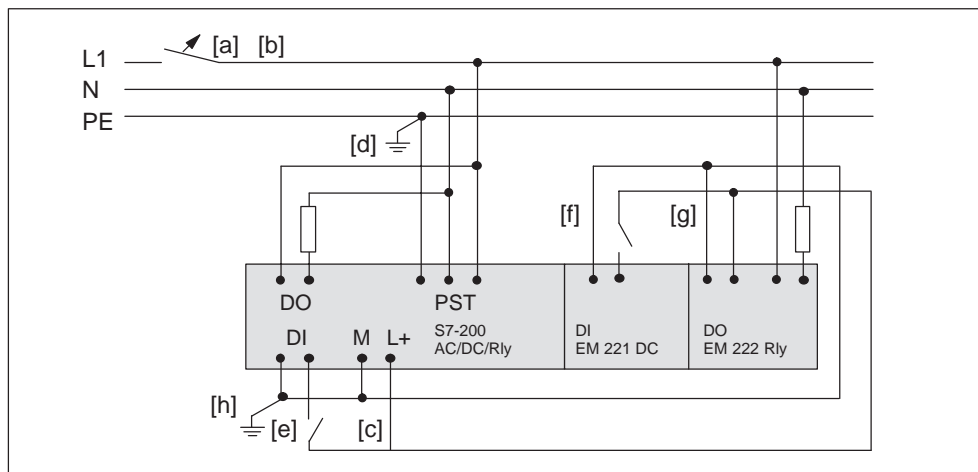 L1 [a] [b]
N
PE
[d]
[f] [g]
DO PST
S7-200
AC/DC/Rly
DI
EM 221 DC
DO
EM 222 Rly
DI M L+
[h] [e] [c]